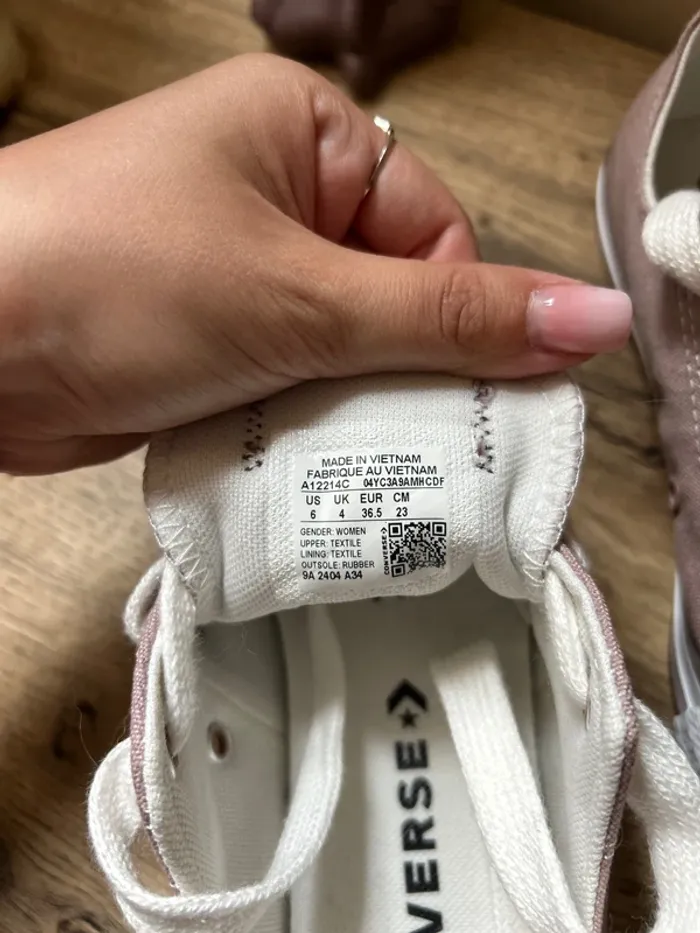 MADE IN VIETNAM
FABRIQUE AU VIETNAM
A12214C 04YC3A9AMHCDF
US UK EUR CM
6 4 36.5 23
GENDER: WOMEN
UPPER: TEXTILE
LINING: TEXTILE
OUTSOLE: RUBBER
9A 2404 A34
CONVERSE
VERSE